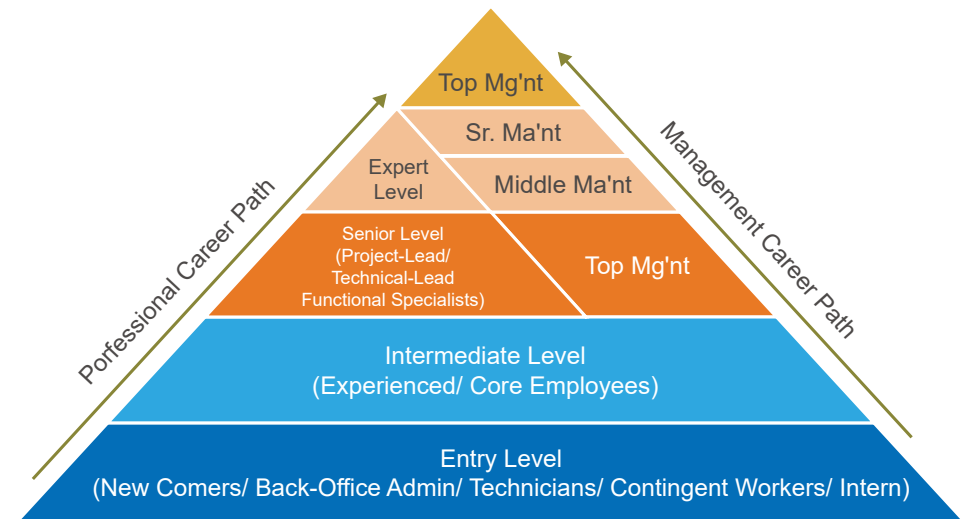 Top Mg'nt
Sr. Ma'nt
Expert
Level
Middle Ma'nt
Senior Level
(Project-Lead/
Technical-Lead
Functional Specialists)
Top Mg'nt
Intermediate Level
(Experienced/ Core Employees)
Entry Level
(New Comers/ Back-Office Admin/ Technicians/ Contingent Workers/ Intern)
Porfessional Career Path
Management Career Path